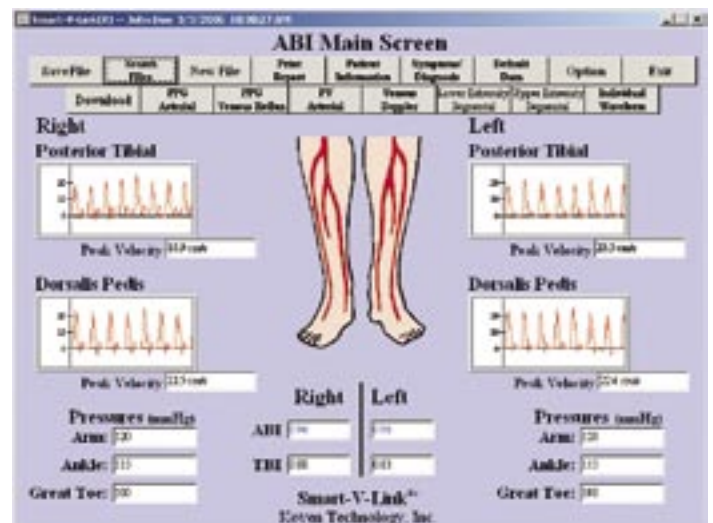 ABI Main Screen
Save File
Search Files
New File
Print Report
Patient Information
Symptoms/ Diagnosis
Default Data
Option
Exit
Download
PPG Arterial
PPG Venous Reflux
PV Arterial
Venous Doppler
Lower Extremity Segmental
Upper Extremity Segmental
Individual Waveform
Right
Left
Posterior Tibial
Posterior Tibial
Peak Velocity
Peak Velocity
Dorsalis Pedis
Dorsalis Pedis
Peak Velocity
Peak Velocity
Right Left
Pressures (mmHg)
Pressures (mmHg)
Arm: 120
Arm: 120
ABI
Ankle: 115
Ankle: 115
TBI
Great Toe:
Great Toe:
Smart-V-Link
Koven Technology, Inc.